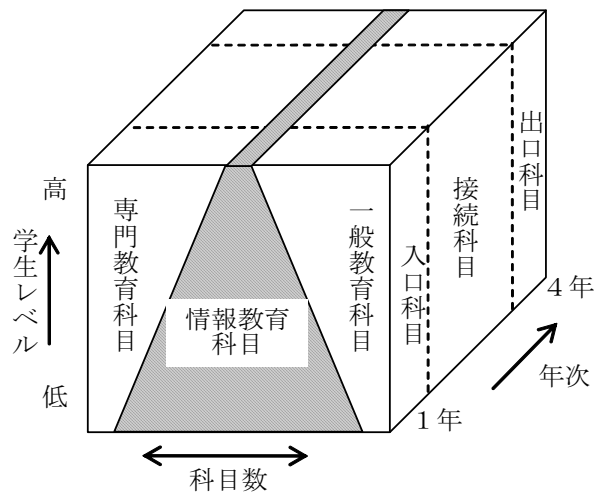 高
学生レベル
低
専門教育科目
情報教育
科目
一般教育科目
入口科目
接続科目
出口科目
1年
4年
年次
科目数